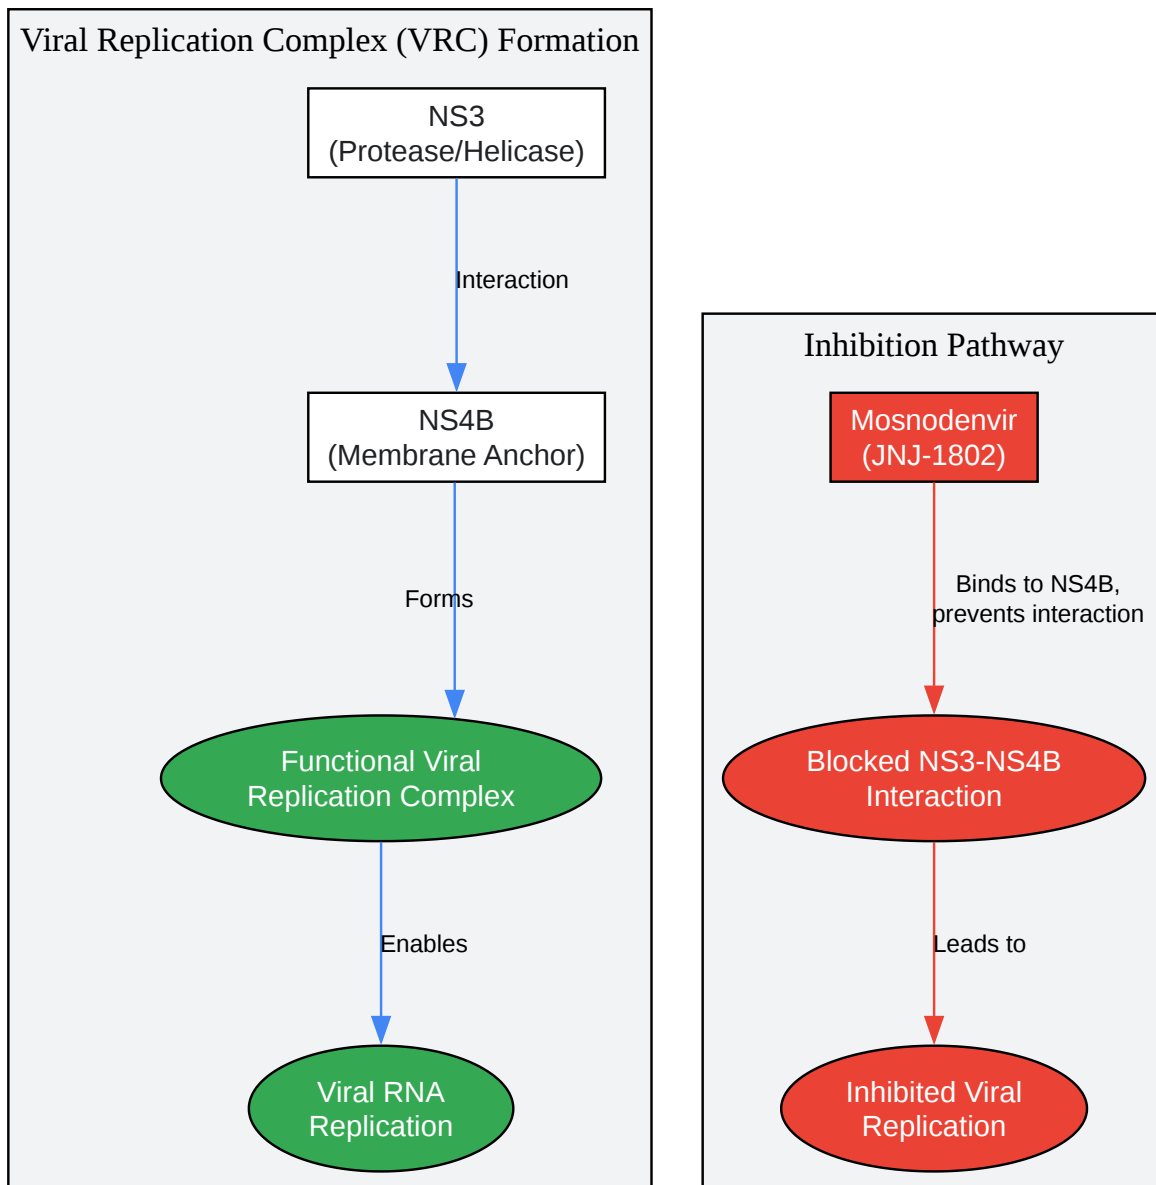 Viral Replication Complex (VRC) Formation
NS3
(Protease/Helicase)
Interaction
NS4B
(Membrane Anchor)
Forms
Functional Viral
Replication Complex
Enables
Viral RNA
Replication
Inhibition Pathway
Mosnodenvir
(JNJ-1802)
Binds to NS4B,
prevents interaction
Blocked NS3-NS4B
Interaction
Leads to
Inhibited Viral
Replication